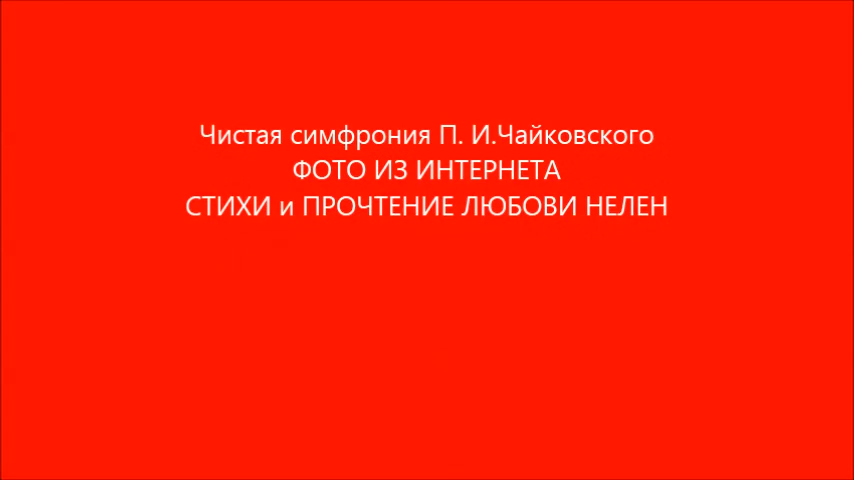 Чистая симфрония П. И.Чайковского
ФОТО ИЗ ИНТЕРНЕТА
СТИХИ и ПРОЧТЕНИЕ ЛЮБОВИ НЕЛЕН